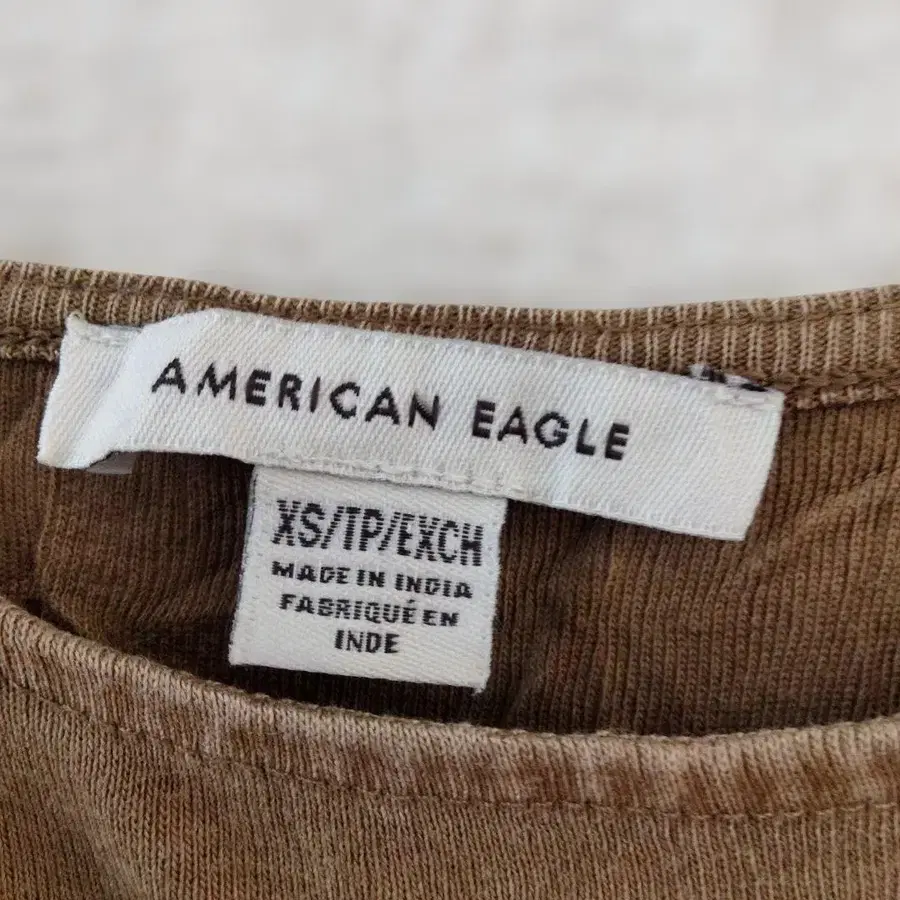 AMERICAN EAGLE
XS/TP/EXCH
MADE IN INDIA
FABRIQUÉ EN
INDE